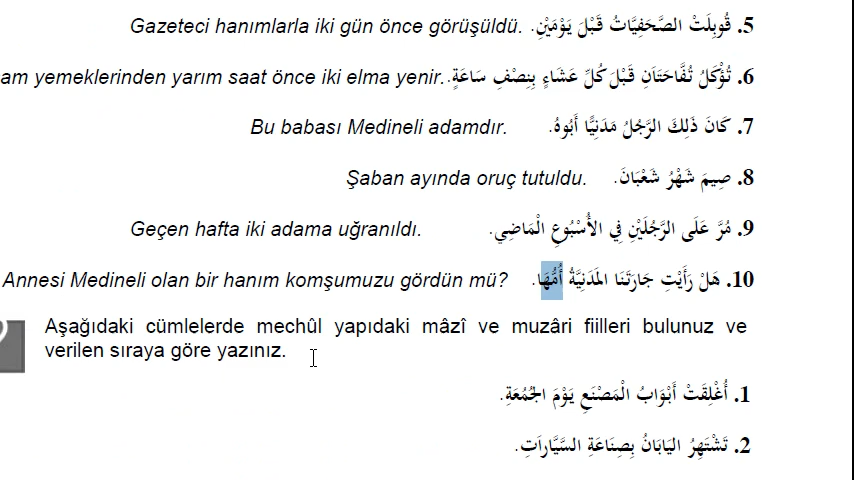 5. قُوبِلَتْ الصَّحَفِيَّاتُ قَبْلَ يَوْمَيْنِ. Gazeteci hanımlarla iki gün önce görüşüldü.
6. تُؤْكَلُ تُفَّاحَتَانِ قَبْلَ كُلِّ عَشَاءٍ بِنِصْفِ سَاعَةٍ. am yemeklerinden yarım saat önce iki elma yenir.
7. كَانَ ذَلِكَ الرَّجُلُ مَدَنِيًّا أَبُوهُ. Bu babası Medineli adamdır.
8. صِيمَ شَهْرُ شَعْبَانَ. Şaban ayında oruç tutuldu.
9. مُرَّ عَلَى الرَّجُلَيْنِ فِي الأُسْبُوعِ الْمَاضِي. Geçen hafta iki adama uğranıldı.
10. هَلْ رَأَيْتِ جَارَتَنَا المَدَنِيَّةُ أُمُّهَا. Annesi Medineli olan bir hanım komşumuzu gördün mü?
Aşağıdaki cümlelerde mechûl yapıdaki mâzî ve muzâri fiilleri bulunuz ve
verilen sıraya göre yazınız.
1. أُغْلِقَتْ أَبْوَابُ الْمَصْنَعِ يَوْمَ الجُمُعَةِ.
2. تَشْتَهِرُ اليَابَانُ بِصِنَاعَةِ السَّيَّارَاتِ.